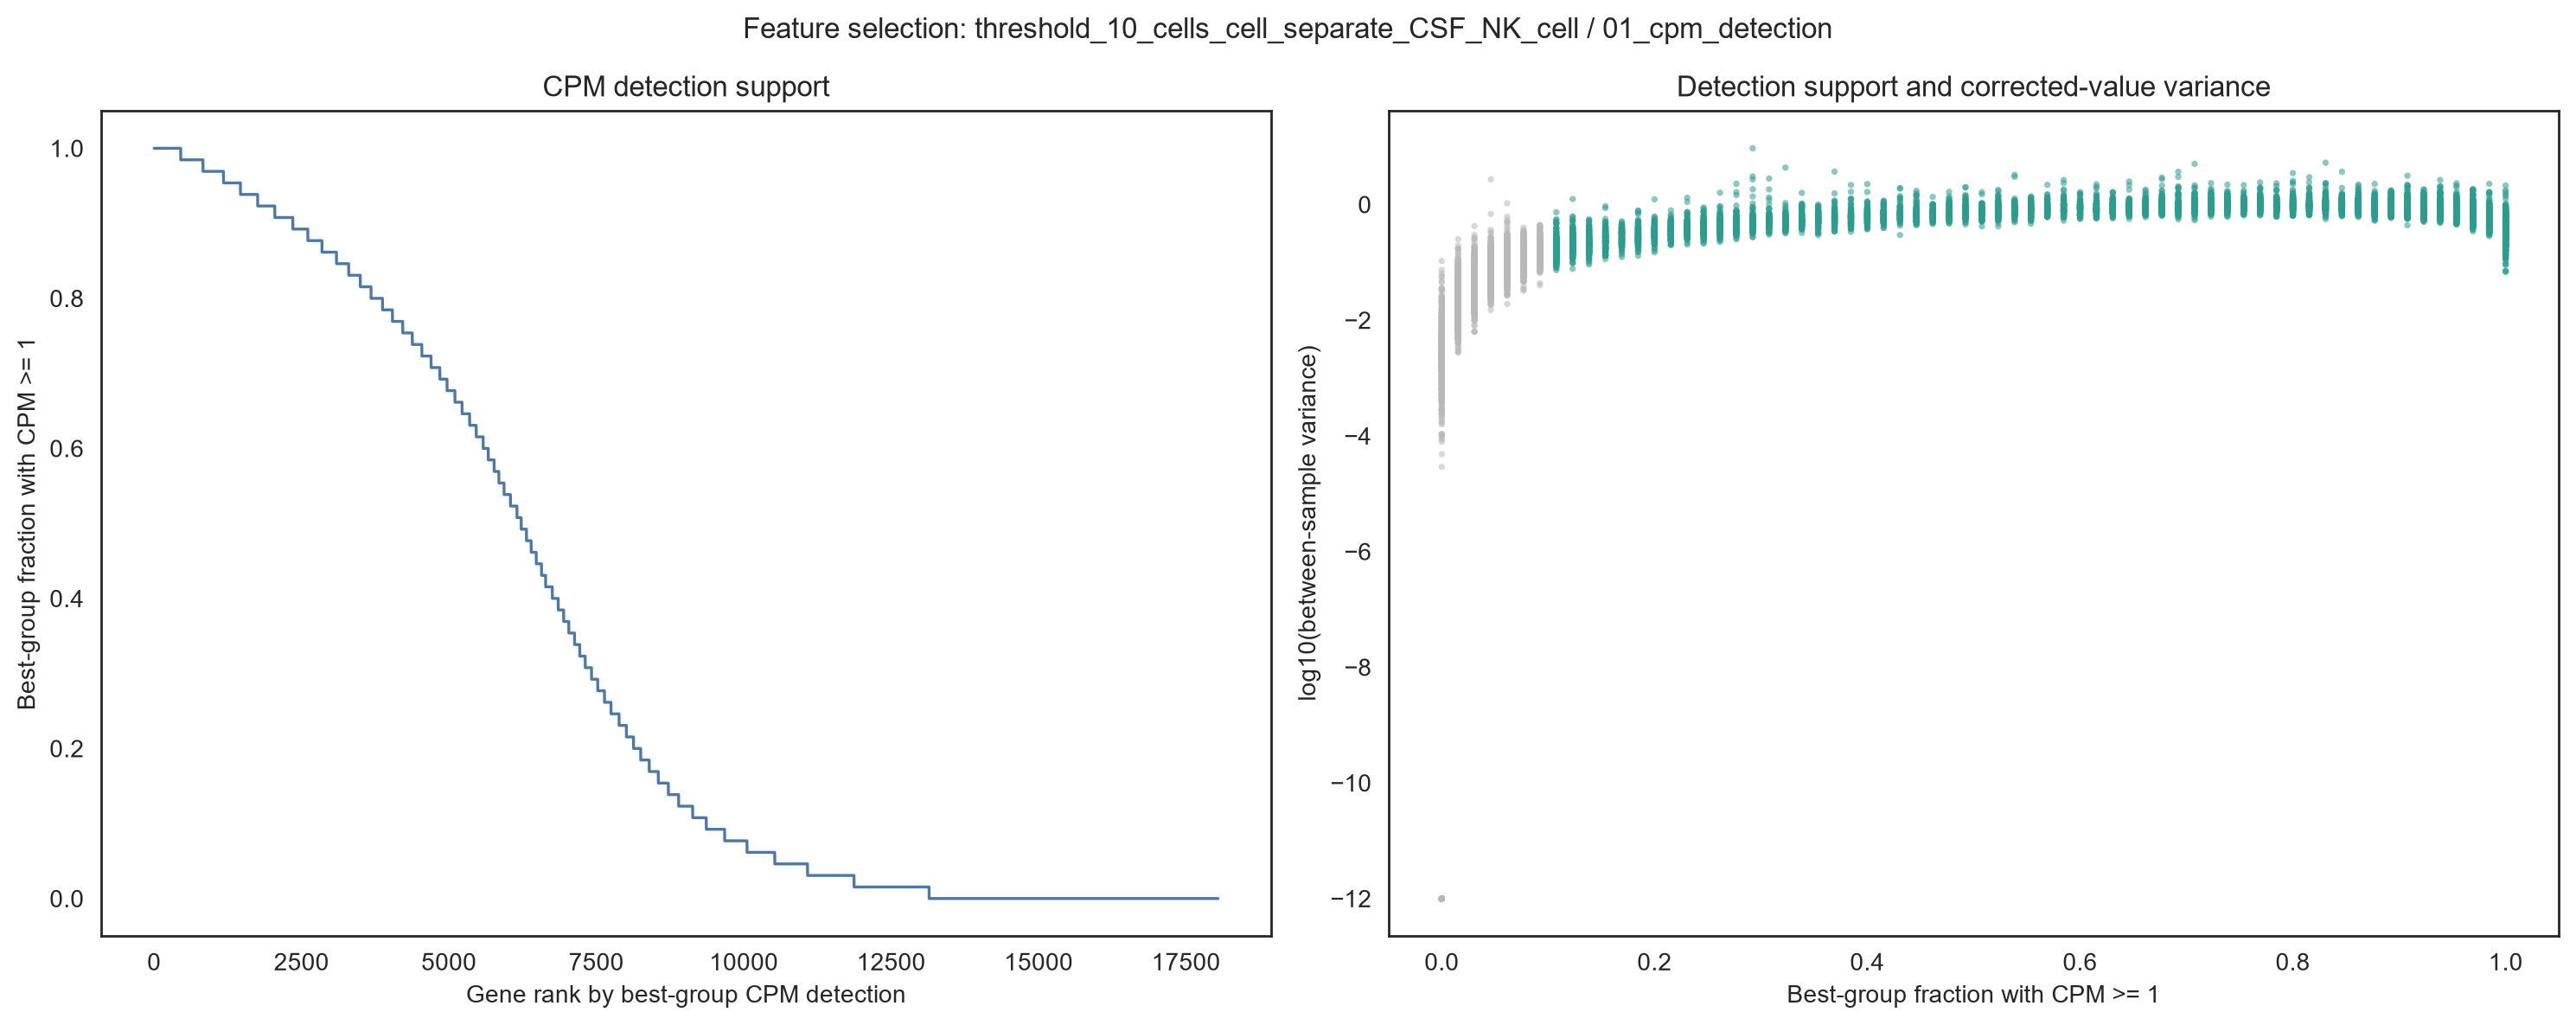 Feature selection: threshold_10_cells_cell_separate_CSF_NK_cell / 01_cpm_detection
CPM detection support
Best-group fraction with CPM >= 1
1.0
0.8
0.6
0.4
0.2
0.0
0 2500 5000 7500 10000 12500 15000 17500
Gene rank by best-group CPM detection
Detection support and corrected-value variance
log10(between-sample variance)
0
−2
−4
−6
−8
−10
−12
0.0 0.2 0.4 0.6 0.8 1.0
Best-group fraction with CPM >= 1